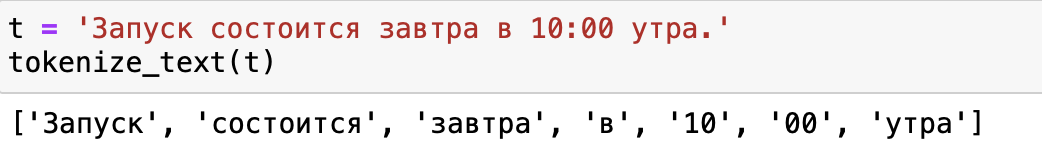 t = 'Запуск состоится завтра в 10:00 утра.'
tokenize_text(t)
['Запуск', 'состоится', 'завтра', 'в', '10', '00', 'утра']